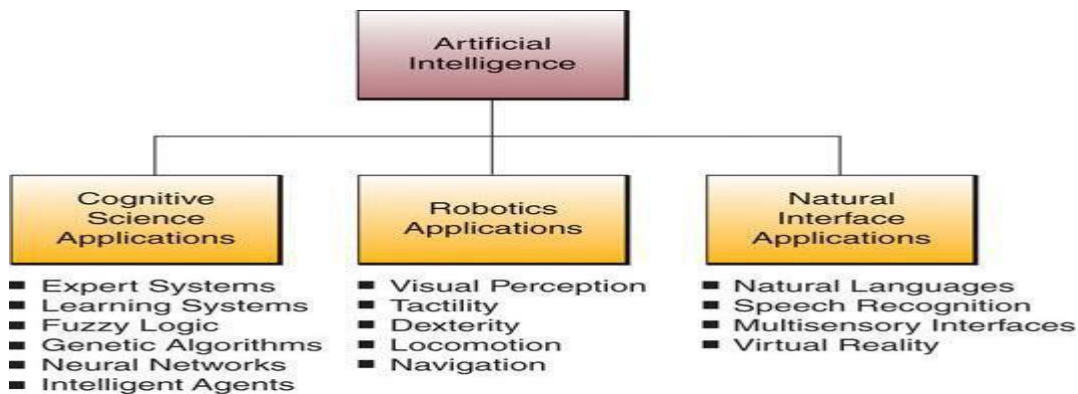 Artificial
Intelligence
Cognitive
Science
Applications
Robotics
Applications
Natural
Interface
Applications
■ Expert Systems
■ Learning Systems
■ Fuzzy Logic
■ Genetic Algorithms
■ Neural Networks
■ Intelligent Agents
■ Visual Perception
■ Tactility
■ Dexterity
■ Locomotion
■ Navigation
■ Natural Languages
■ Speech Recognition
■ Multisensory Interfaces
■ Virtual Reality